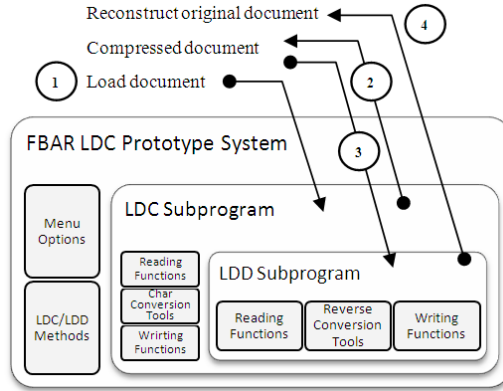 Reconstruct original document
4
Compressed document
1
Load document
2
3
FBAR LDC Prototype System
Menu
Options
LDC/LDD
Methods
LDC Subprogram
Reading
Functions
Char
Conversion
Tools
Wrirting
Functions
LDD Subprogram
Reading
Functions
Reverse
Conversion
Tools
Writing
Functions